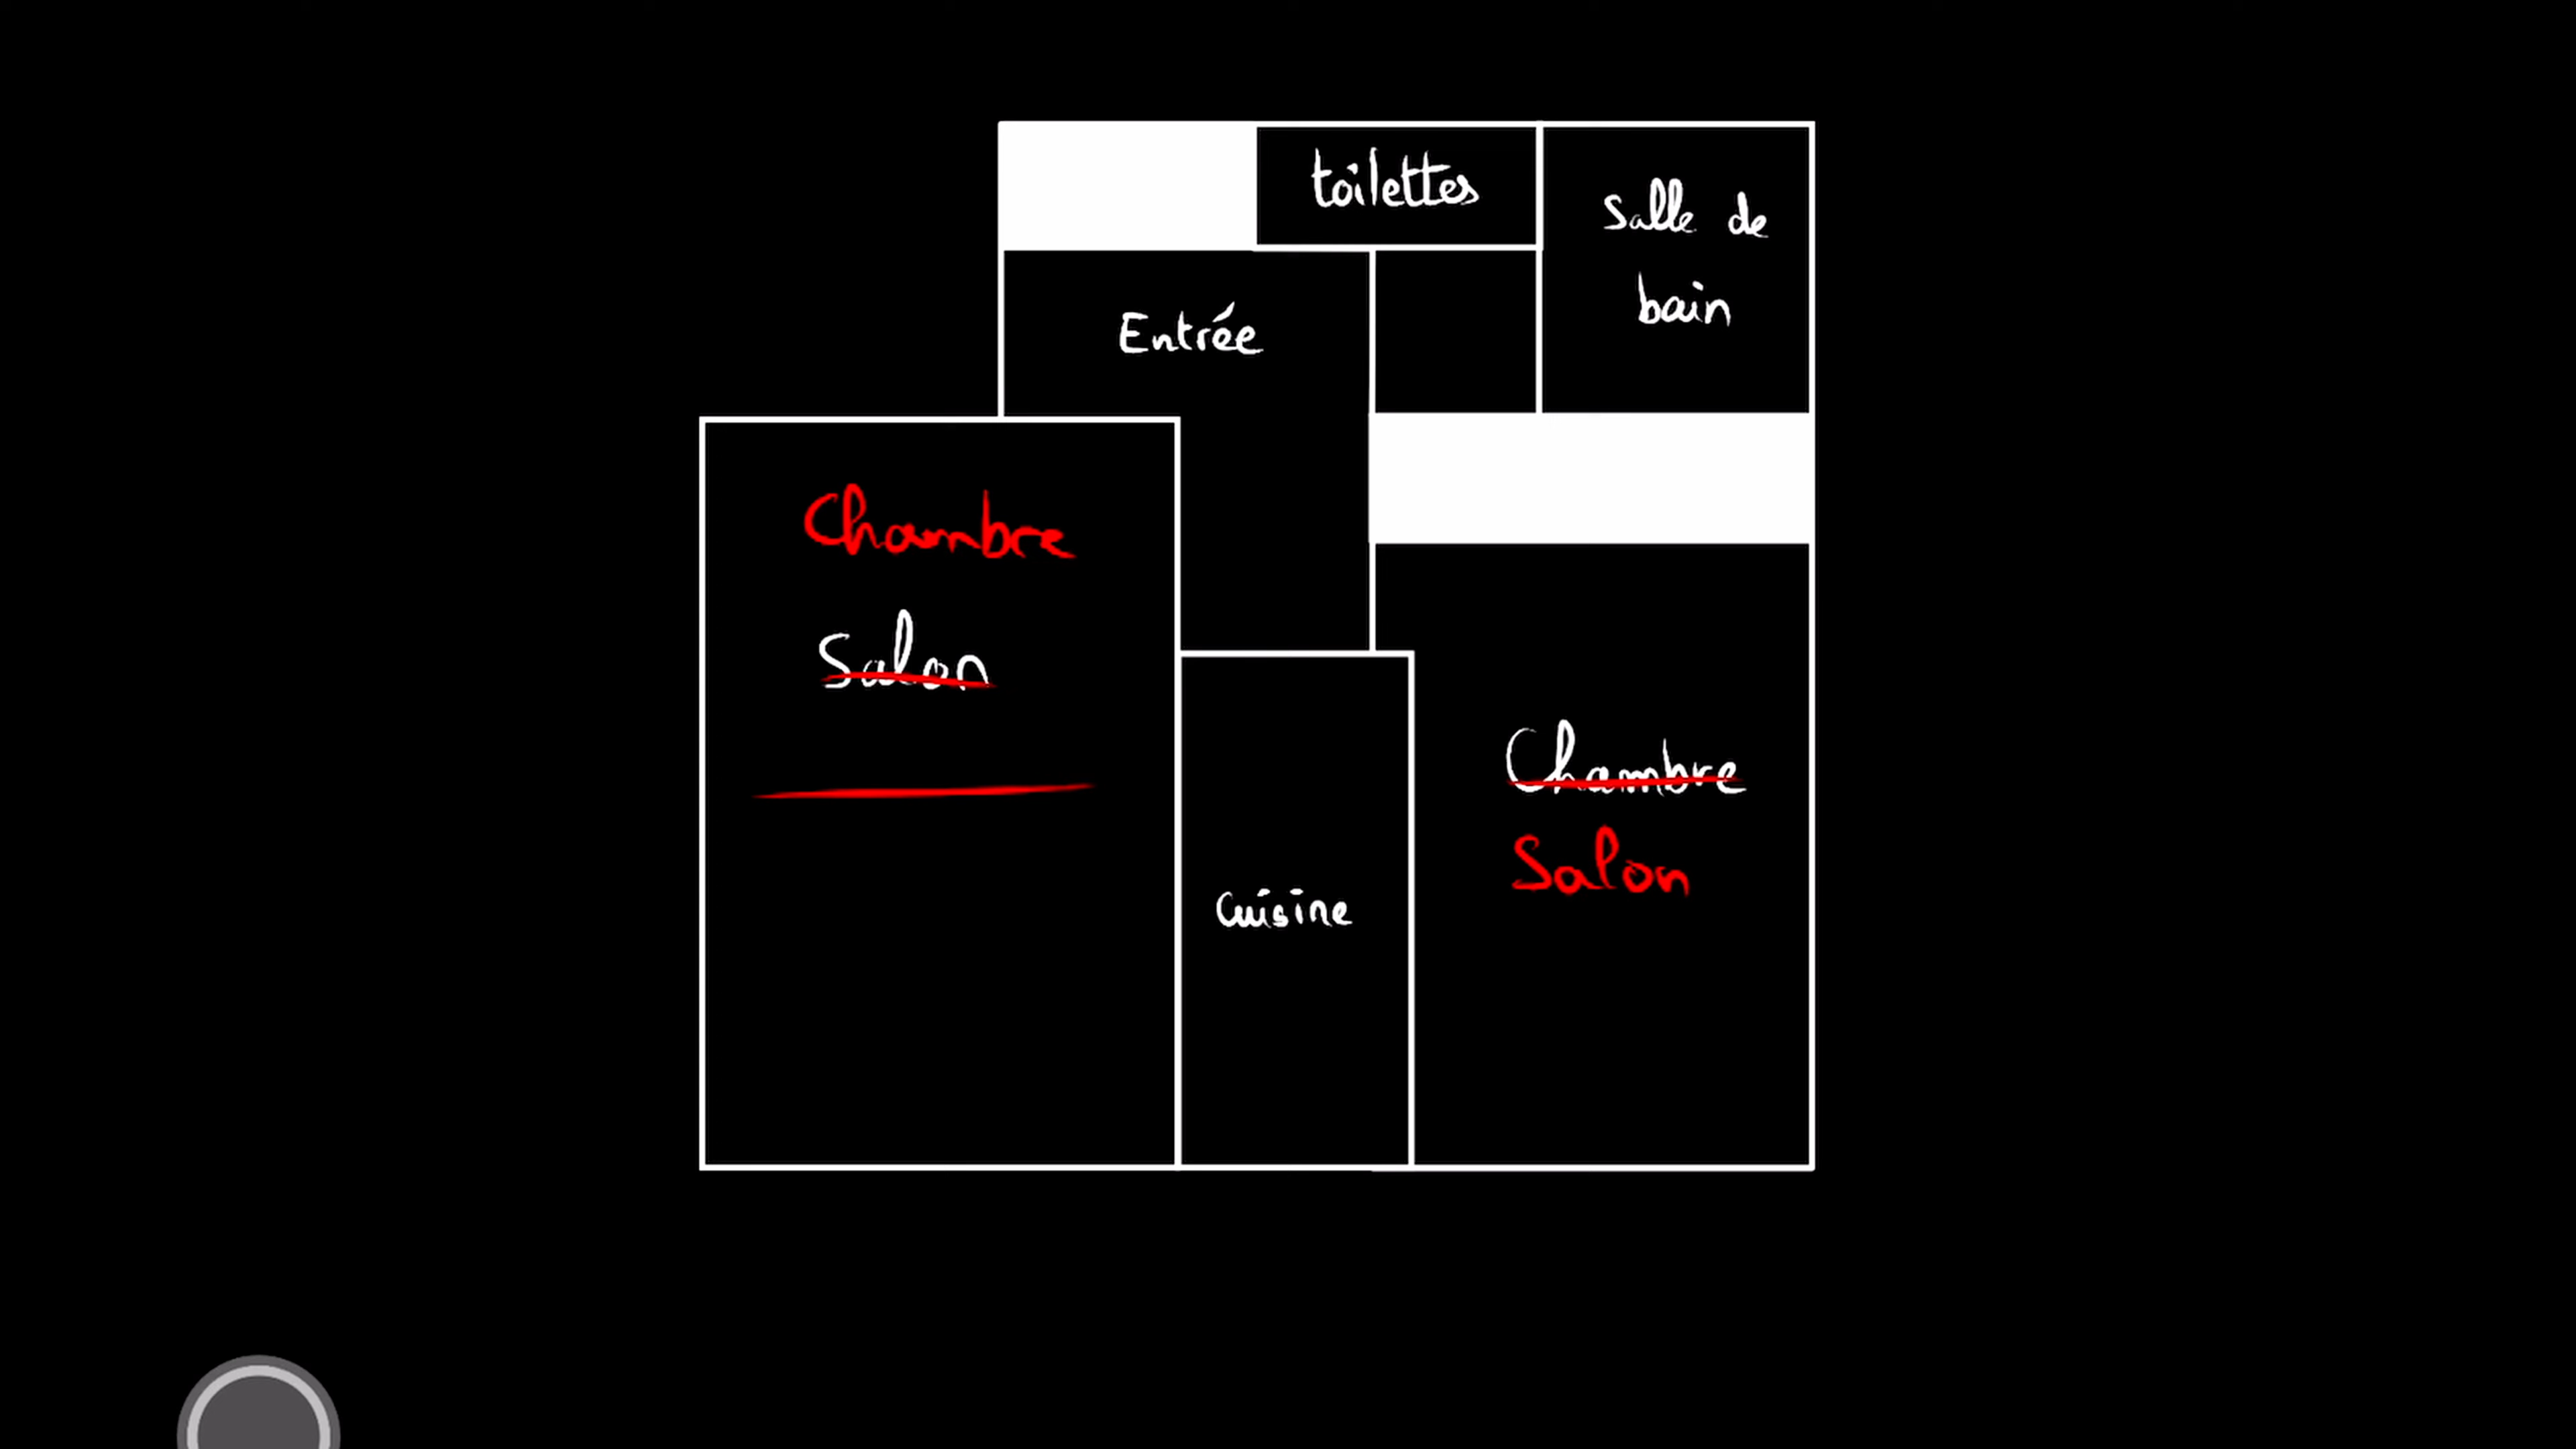 toilettes
Salle de
bain
Entrée
Chambre
Salon
Chambre
Salon
Cuisine